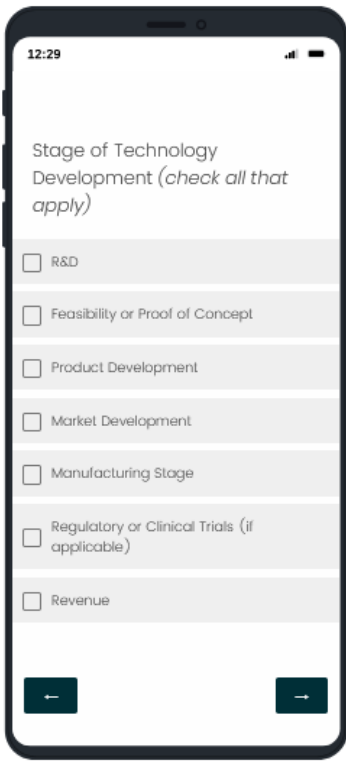 12:29
Stage of Technology
Development (check all that
apply)
R&D
Feasibility or Proof of Concept
Product Development
Market Development
Manufacturing Stage
Regulatory or Clinical Trials (if
applicable)
Revenue
← →